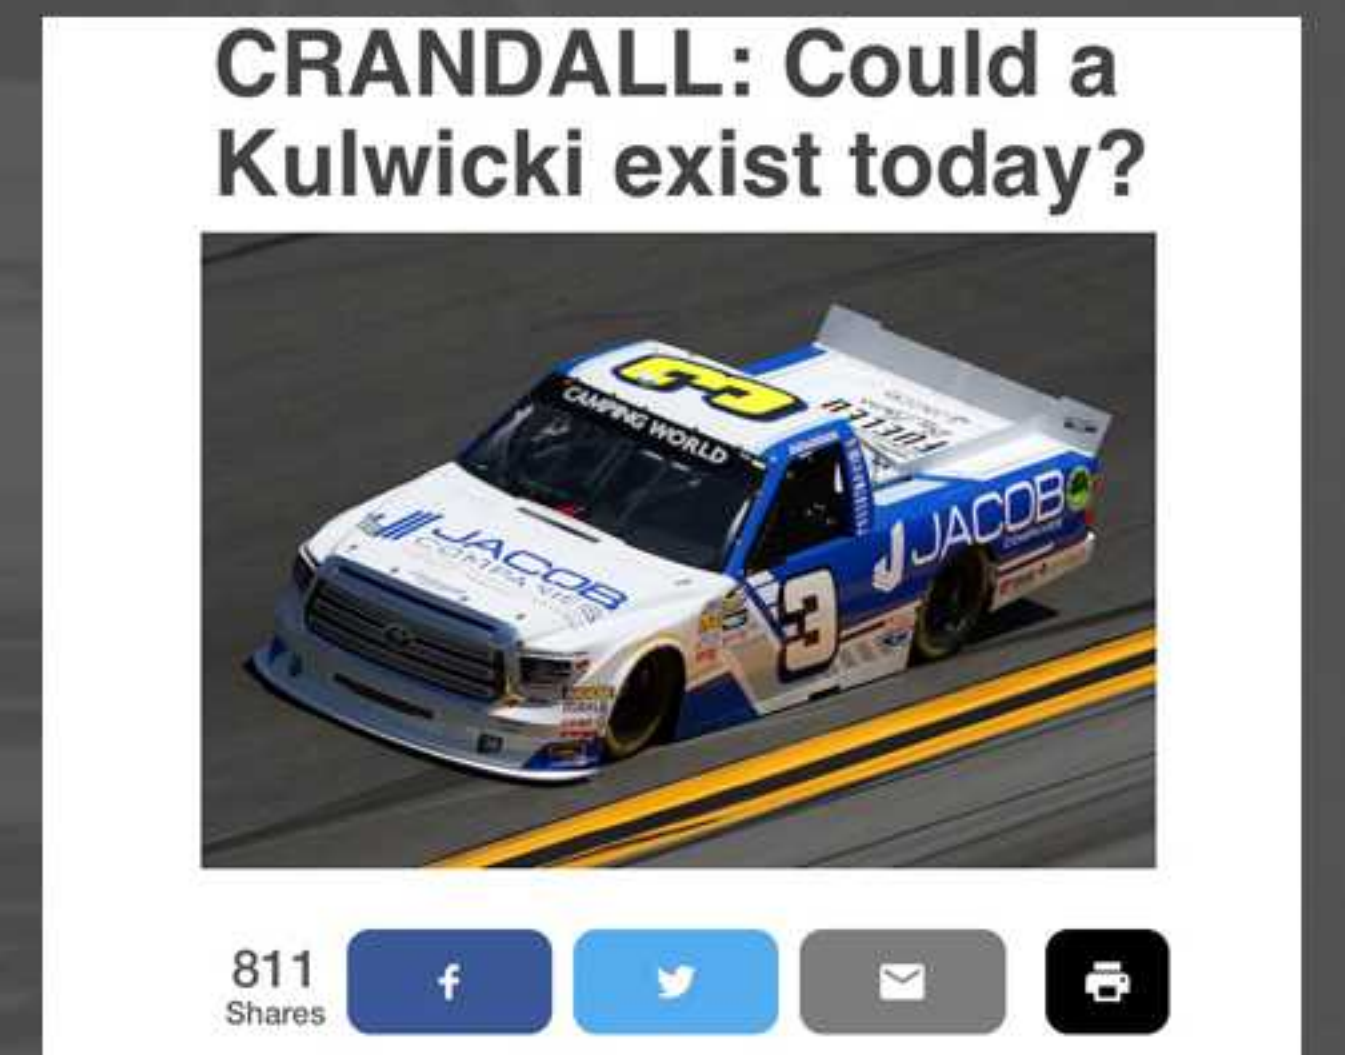 CRANDALL: Could a
Kulwicki exist today?
3
CAMPING WORLD
JACOB
COMPANIES
JACOB
3
811
Shares
f